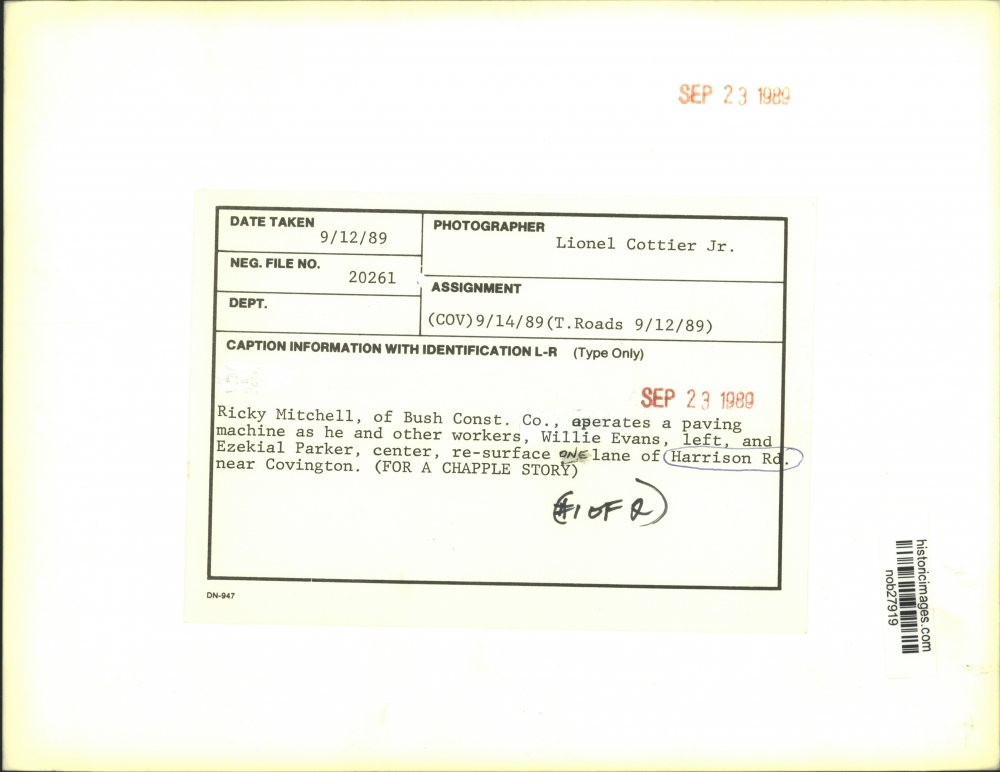 SEP 23 1989
DATE TAKEN
9/12/89
PHOTOGRAPHER
Lionel Cottier Jr.
NEG. FILE NO.
20261
ASSIGNMENT
(COV)9/14/89(T.Roads 9/12/89)
DEPT.
CAPTION INFORMATION WITH IDENTIFICATION L-R (Type Only)
SEP 23 1989
Ricky Mitchell, of Bush Const. Co., operates a paving
machine as he and other workers, Willie Evans, left, and
Ezekial Parker, center, re-surface ONE lane of Harrison Rd.
near Covington. (FOR A CHAPPLE STORY)
(#1 OF 2)
DN-947
historicimages.com
nob27919